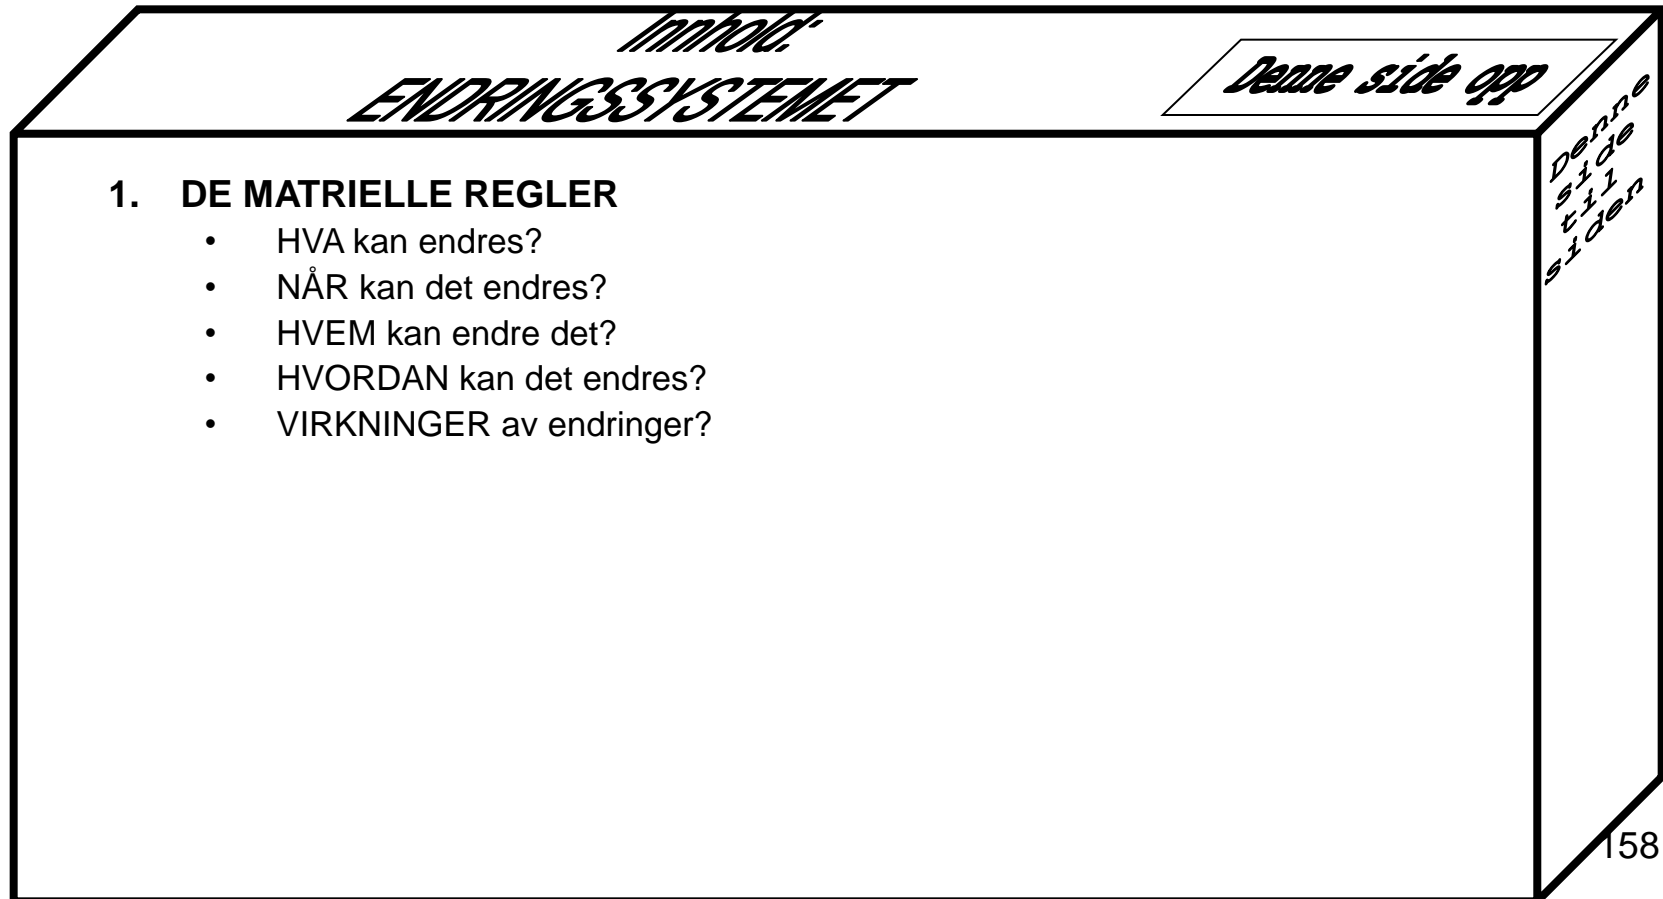 Innhold:
ENDRINGSSYSTEMET
Denne side opp
Denne
side
til
siden
1. DE MATRIELLE REGLER
• HVA kan endres?
• NÅR kan det endres?
• HVEM kan endre det?
• HVORDAN kan det endres?
• VIRKNINGER av endringer?
158